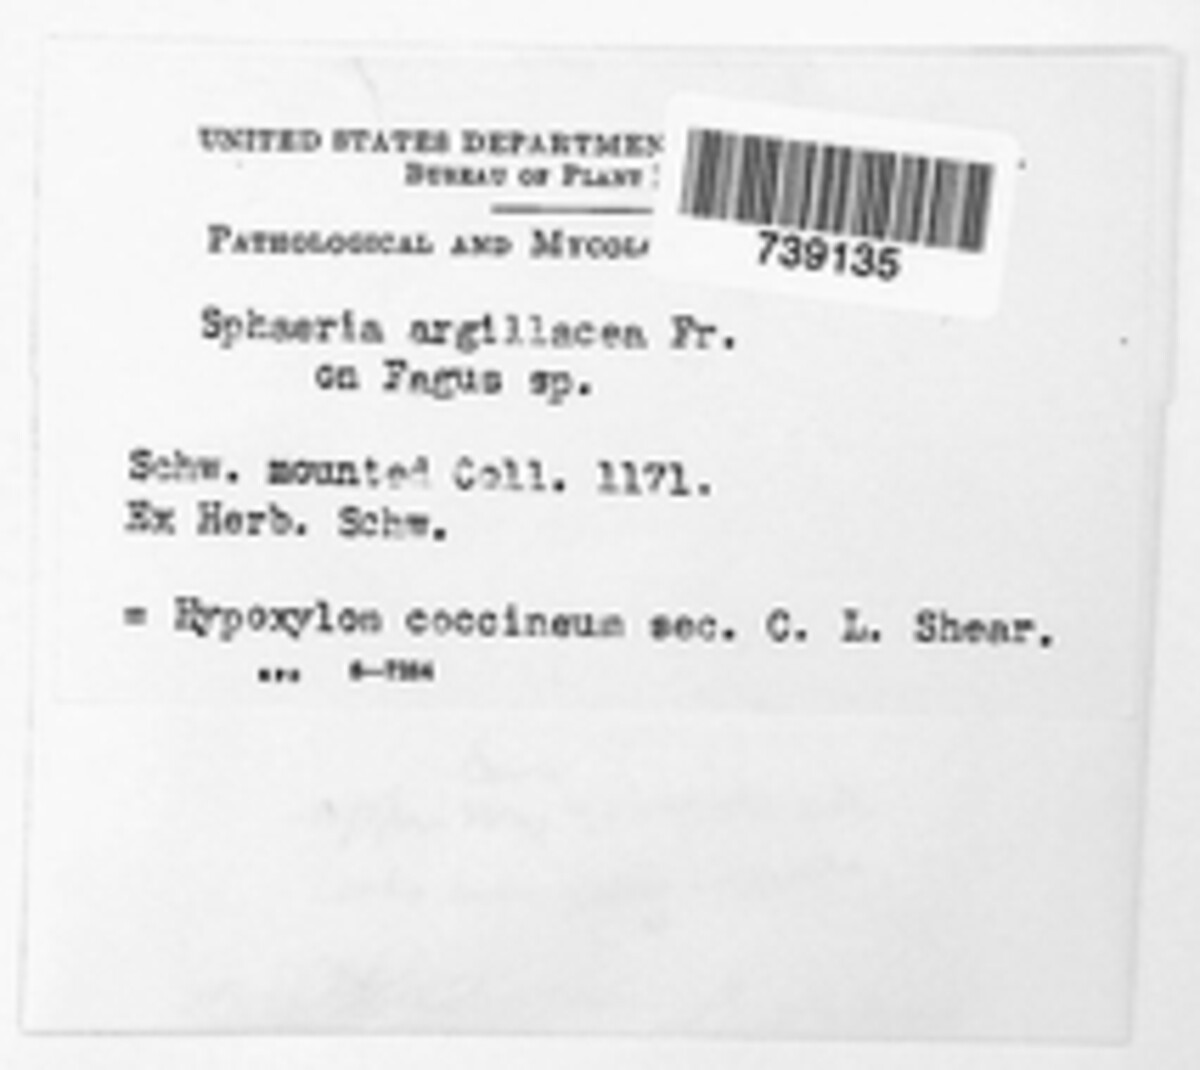 UNITED STATES DEPARTMEN
BUREAU OF PLANT
PATHOLOGICAL AND MYCOL
739135
Sphaeria argillacea Fr.
on Fagus sp.
Schw. mounted Coll. 1171.
Ex Herb. Schw.
= Hypoxylon coccineum sec. C. L. Shear.